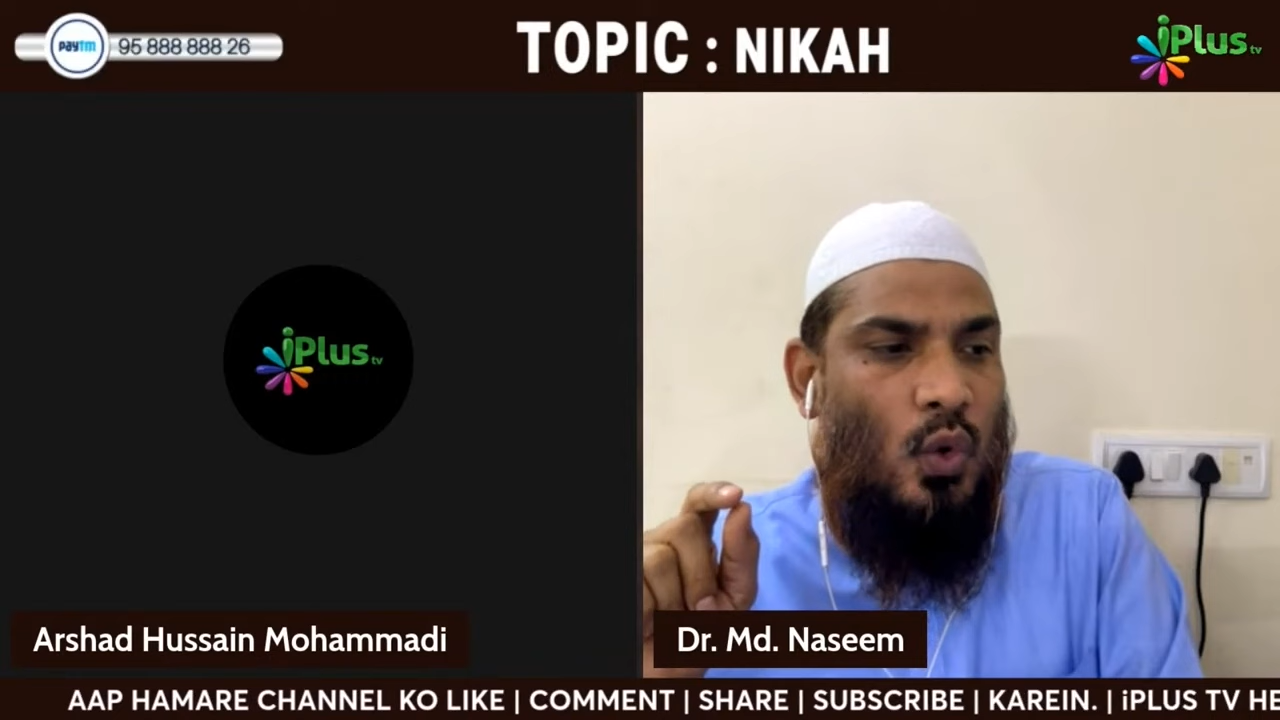 paytm 95 888 888 26
TOPIC : NIKAH
iPlus tv
iPlus tv
Arshad Hussain Mohammadi
Dr. Md. Naseem
AAP HAMARE CHANNEL KO LIKE | COMMENT | SHARE | SUBSCRIBE | KAREIN. | iPLUS TV HE